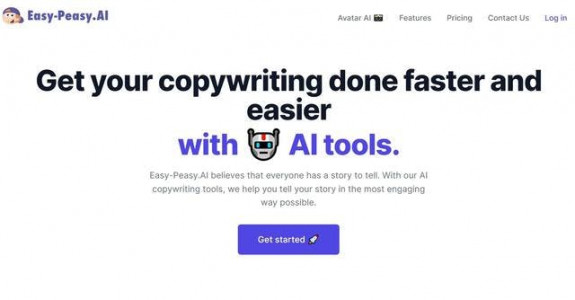 Easy-Peasy.AI
Avatar AI 📸 Features Pricing Contact Us Log in
Get your copywriting done faster and
easier
with 🤖 AI tools.
Easy-Peasy.AI believes that everyone has a story to tell. With our AI
copywriting tools, we help you tell your story in the most engaging
way possible.
Get started 🚀